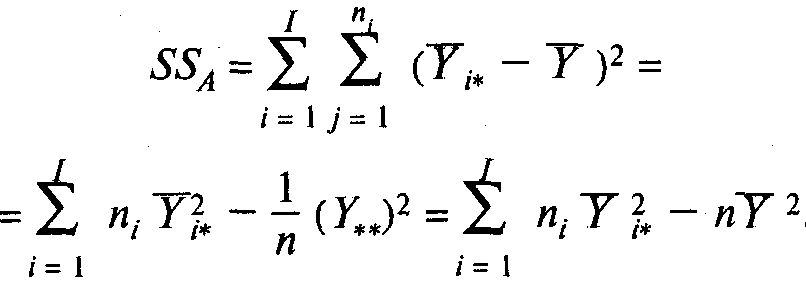 $SS_A = \sum_{i=1}^{I} \sum_{j=1}^{n_i} (\overline{Y}_{i*} - \overline{Y})^2 =$
$= \sum_{i=1}^{I} n_i \overline{Y}_{i*}^2 - \frac{1}{n} (Y_{**})^2 = \sum_{i=1}^{I} n_i \overline{Y}_{i*}^2 - n\overline{Y}^2.$